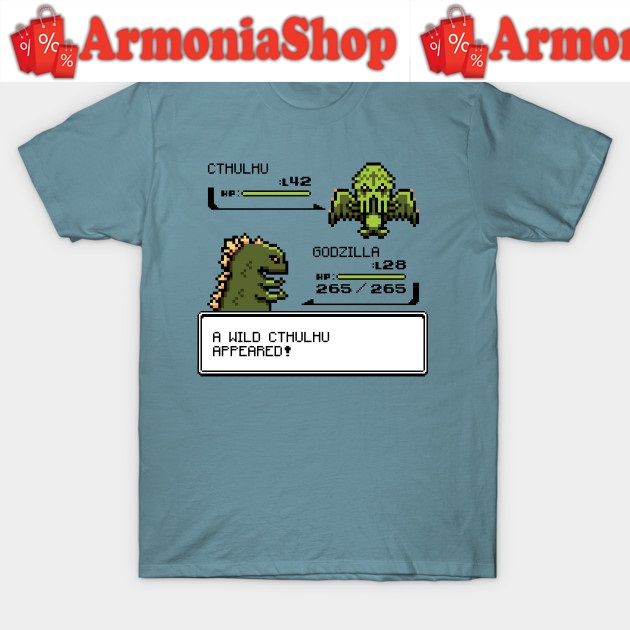 % % % ArmoniaShop % % % Armon
CTHULHU
:L42
HP:
GODZILLA
:L28
HP:
265/265
A WILD CTHULHU
APPEARED!